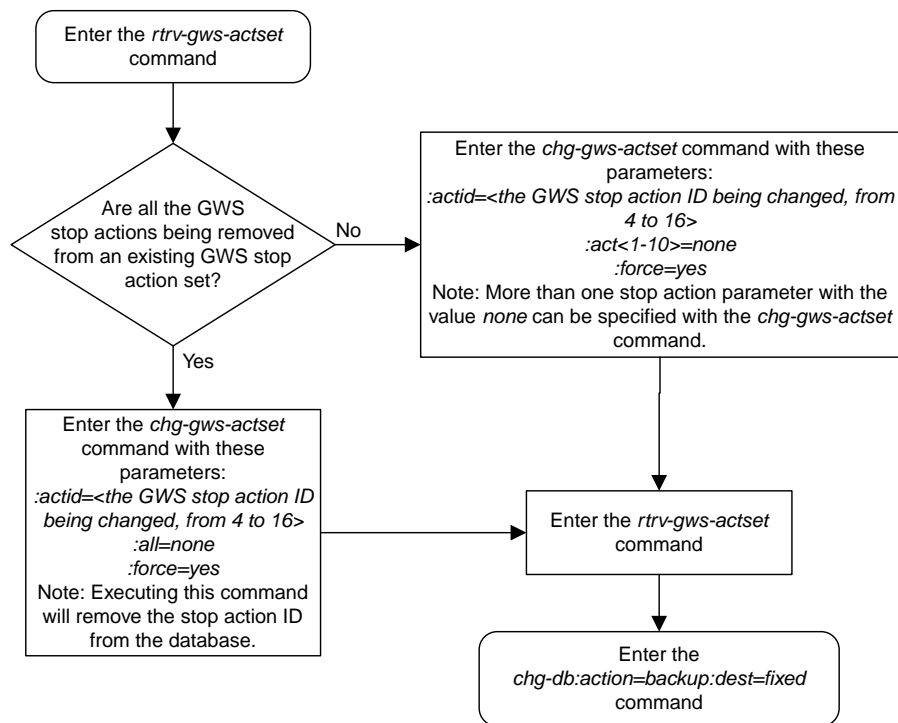 Enter the rtrv-gws-actset
command
Are all the GWS
stop actions being removed
from an existing GWS stop
action set?
No
Enter the chg-gws-actset command with these
parameters:
:actid=<the GWS stop action ID being changed, from
4 to 16>
:act<1-10>=none
:force=yes
Note: More than one stop action parameter with the
value none can be specified with the chg-gws-actset
command.
Yes
Enter the chg-gws-actset
command with these
parameters:
:actid=<the GWS stop action ID
being changed, from 4 to 16>
:all=none
:force=yes
Note: Executing this command
will remove the stop action ID
from the database.
Enter the rtrv-gws-actset
command
Enter the
chg-db:action=backup:dest=fixed
command